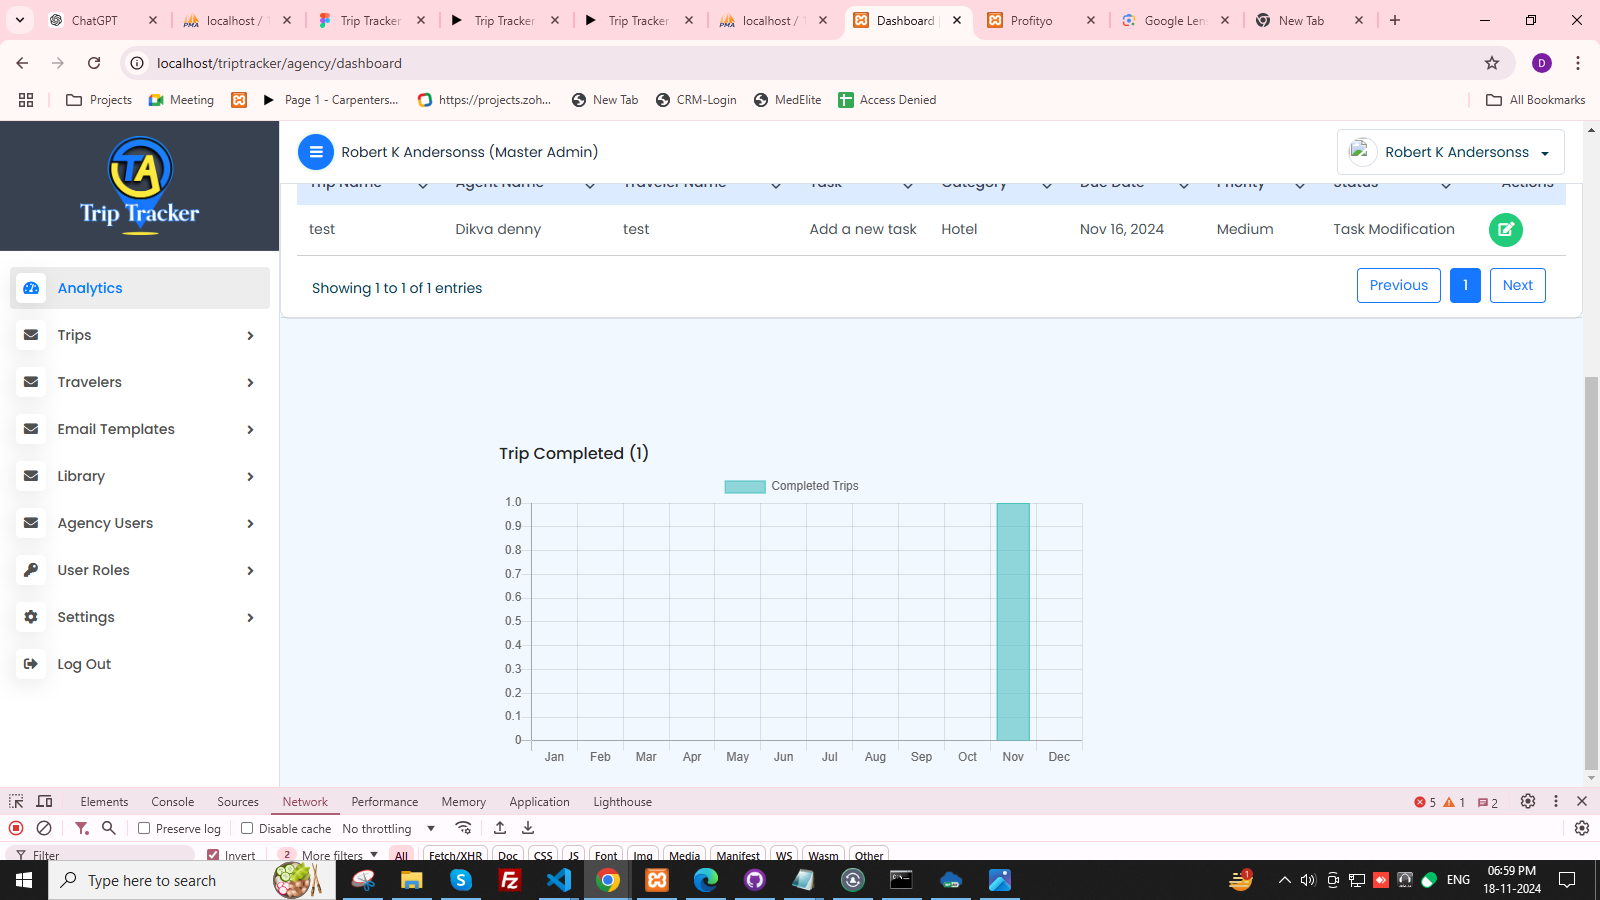 ChatGPT
localhost /
Trip Tracker
Trip Tracker
Trip Tracker
localhost /
Dashboard
Profityo
Google Len
New Tab
localhost/triptracker/agency/dashboard
D
Projects
Meeting
Page 1 - Carpenters...
https://projects.zoh...
New Tab
CRM-Login
MedElite
Access Denied
All Bookmarks
TA
Trip Tracker
Robert K Andersonss (Master Admin)
Robert K Andersonss
Trip Name Agent Name Traveler Name Task Category Due Date Priority Status Actions
test Dikva denny test Add a new task Hotel Nov 16, 2024 Medium Task Modification
Showing 1 to 1 of 1 entries
Previous 1 Next
Analytics
Trips
Travelers
Email Templates
Library
Agency Users
User Roles
Settings
Log Out
Trip Completed (1)
Completed Trips
1.0
0.9
0.8
0.7
0.6
0.5
0.4
0.3
0.2
0.1
0
Jan Feb Mar Apr May Jun Jul Aug Sep Oct Nov Dec
Elements Console Sources Network Performance Memory Application Lighthouse 5 1 2
Preserve log Disable cache No throttling
Filter Invert 2 More filters All Fetch/XHR Doc CSS JS Font Img Media Manifest WS Wasm Other
Type here to search
1
ENG
06:59 PM
18-11-2024